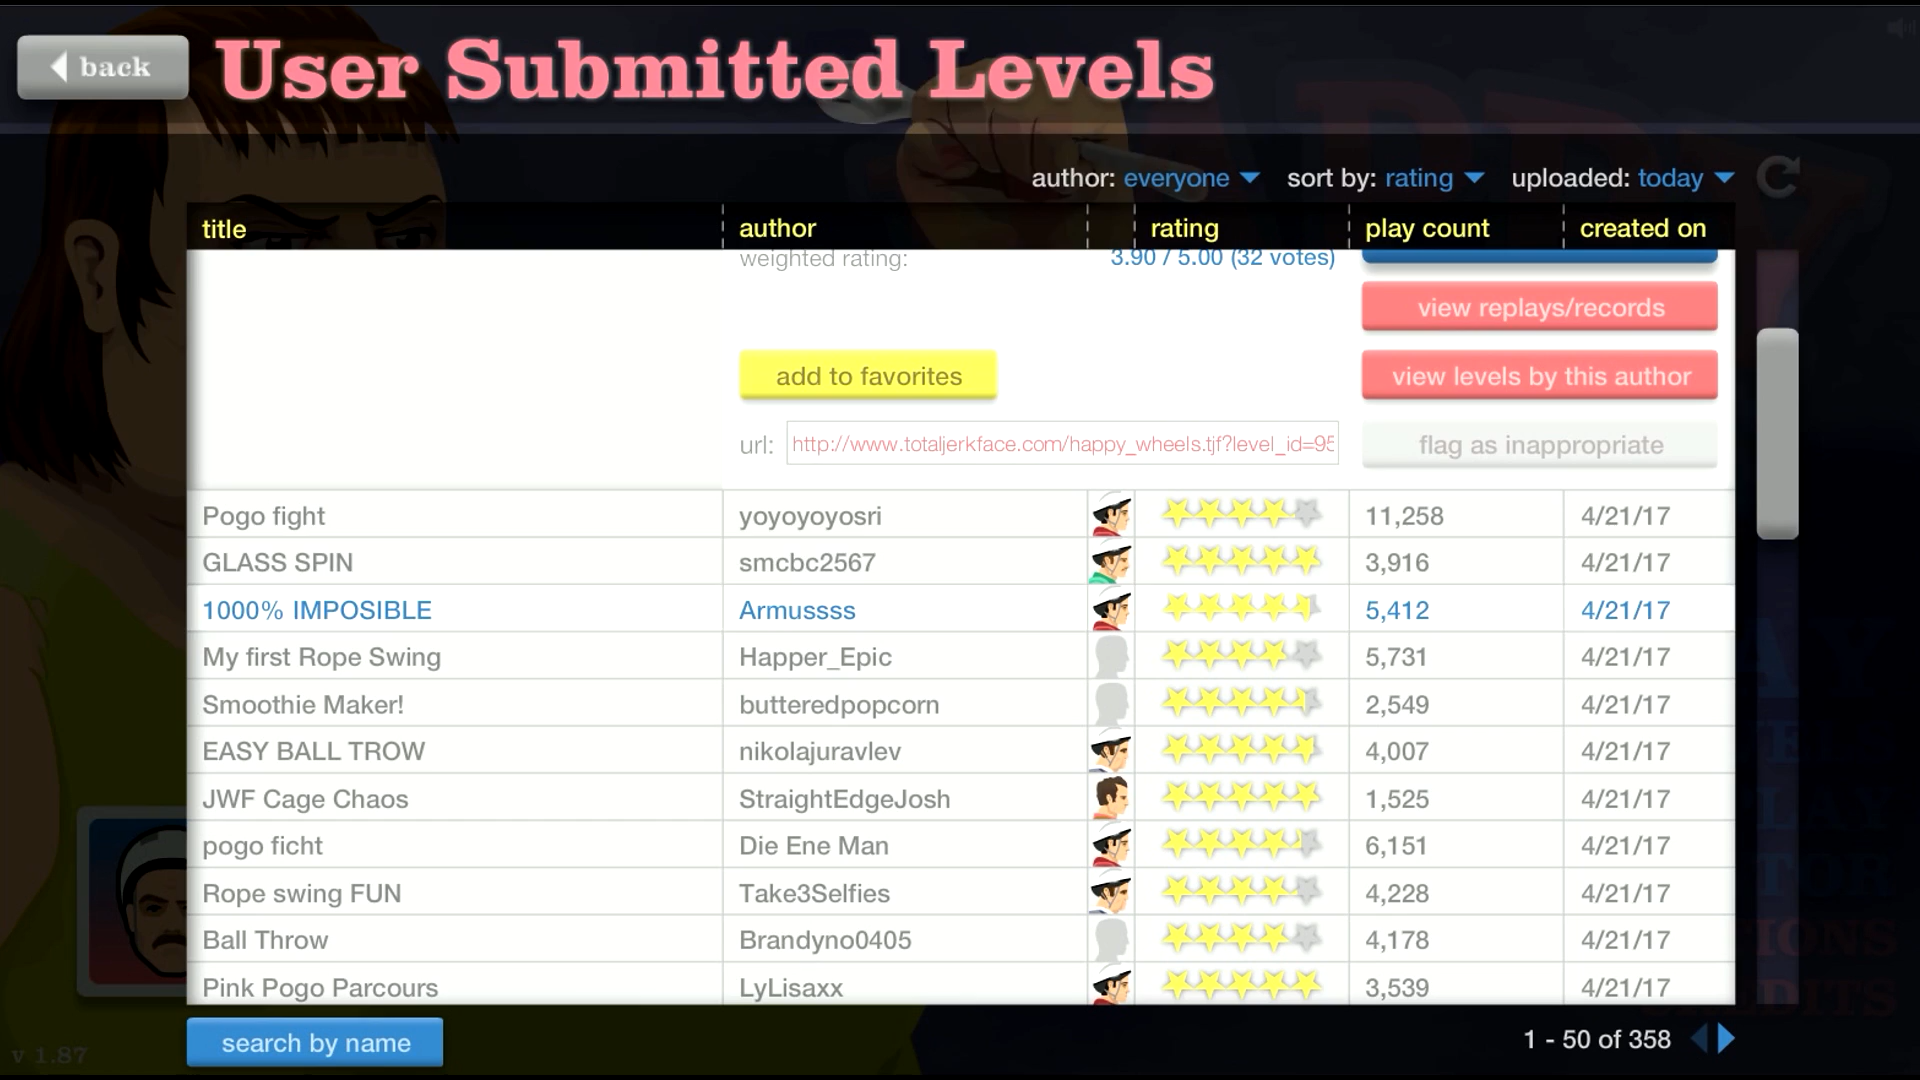 back
User Submitted Levels
author: everyone sort by: rating uploaded: today
title author rating play count created on
weighted rating: 3.90 / 5.00 (32 votes)
view replays/records
add to favorites view levels by this author
url: http://www.totaljerkface.com/happy_wheels.tjf?level_id=95 flag as inappropriate
Pogo fight yoyoyoyosri 11,258 4/21/17
GLASS SPIN smcbc2567 3,916 4/21/17
1000% IMPOSIBLE Armussss 5,412 4/21/17
My first Rope Swing Happer_Epic 5,731 4/21/17
Smoothie Maker! butteredpopcorn 2,549 4/21/17
EASY BALL TROW nikolajuravlev 4,007 4/21/17
JWF Cage Chaos StraightEdgeJosh 1,525 4/21/17
pogo ficht Die Ene Man 6,151 4/21/17
Rope swing FUN Take3Selfies 4,228 4/21/17
Ball Throw Brandyno0405 4,178 4/21/17
Pink Pogo Parcours LyLisaxx 3,539 4/21/17
search by name 1 - 50 of 358
v 1.87